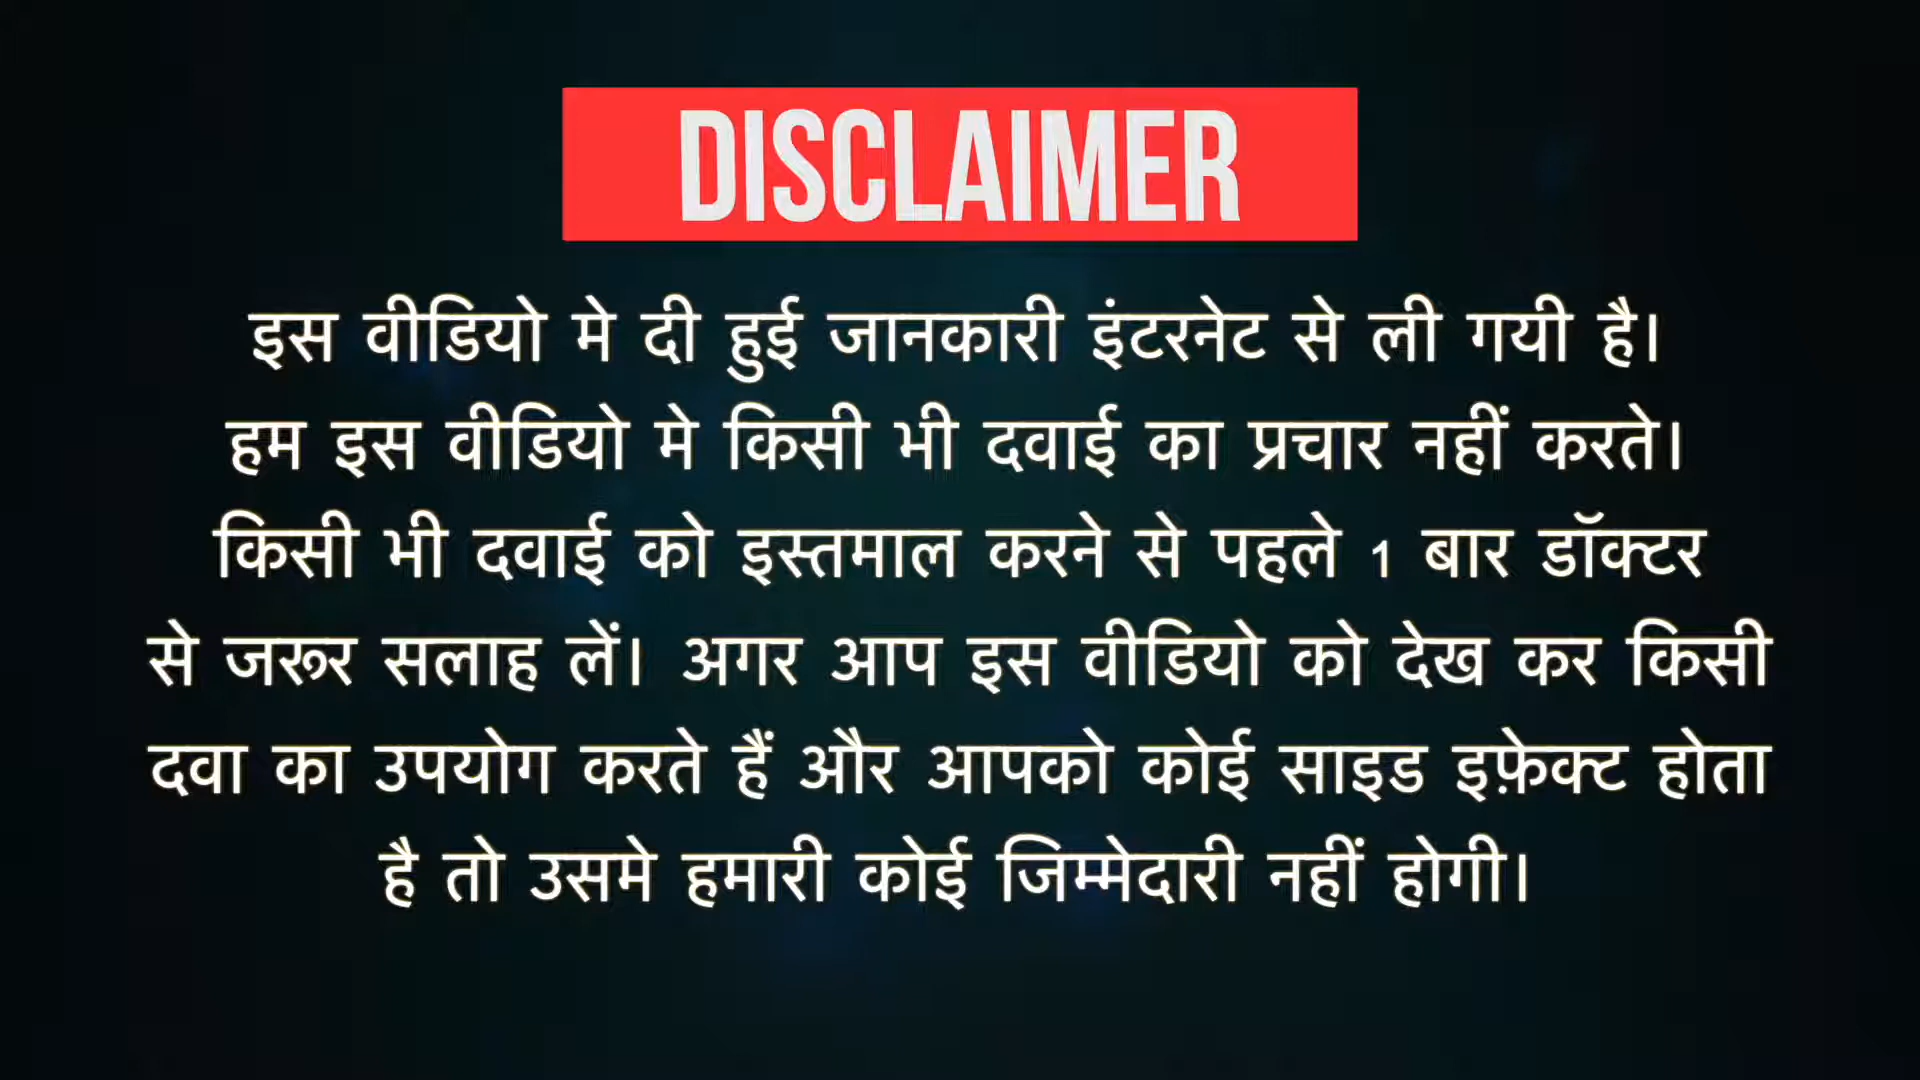 DISCLAIMER
इस वीडियो मे दी हुई जानकारी इंटरनेट से ली गयी है।
हम इस वीडियो मे किसी भी दवाई का प्रचार नहीं करते।
किसी भी दवाई को इस्तमाल करने से पहले 1 बार डॉक्टर
से जरूर सलाह लें। अगर आप इस वीडियो को देख कर किसी
दवा का उपयोग करते हैं और आपको कोई साइड इफ़ेक्ट होता
है तो उसमे हमारी कोई जिम्मेदारी नहीं होगी।